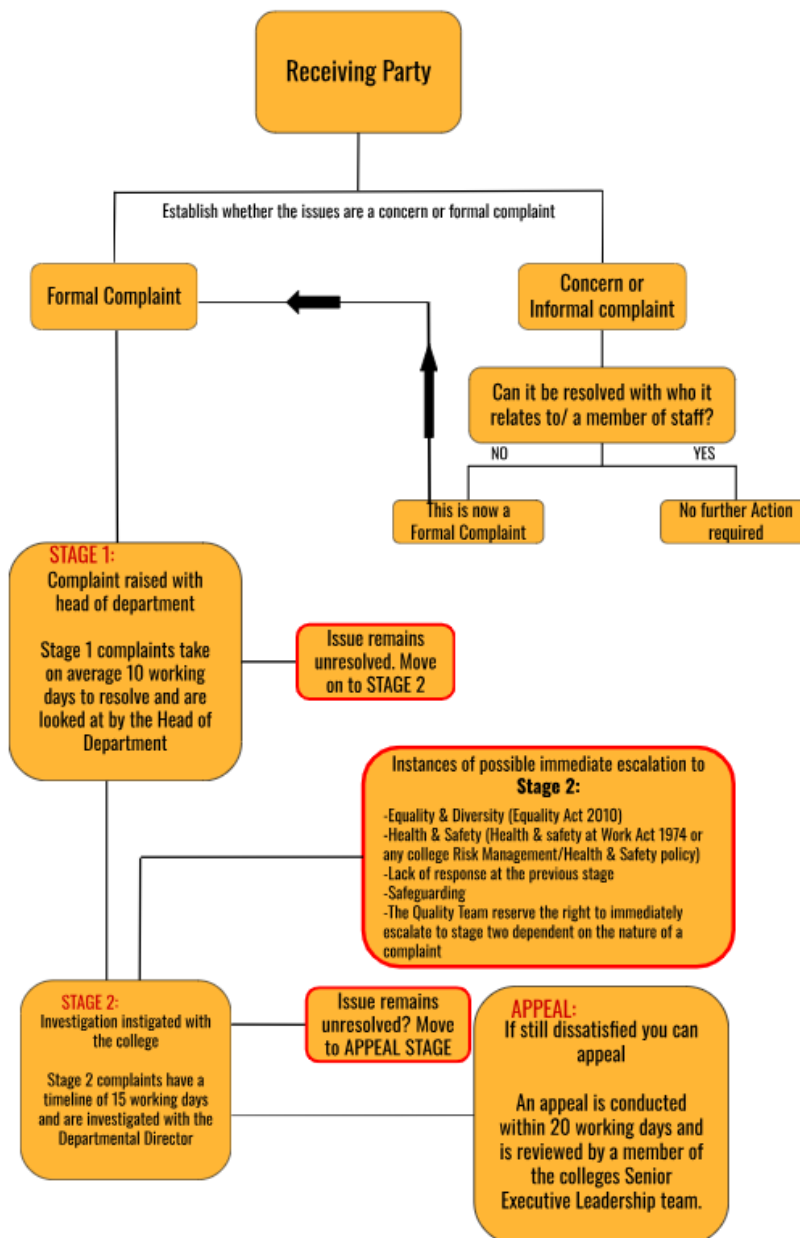 Receiving Party
Establish whether the issues are a concern or formal complaint
Formal Complaint
Concern or
Informal complaint
Can it be resolved with who it
relates to/ a member of staff?
NO
YES
This is now a
Formal Complaint
No further Action
required
STAGE 1:
Complaint raised with
head of department
Stage 1 complaints take
on average 10 working
days to resolve and are
looked at by the Head of
Department
Issue remains
unresolved. Move
on to STAGE 2
Instances of possible immediate escalation to
Stage 2:
-Equality & Diversity (Equality Act 2010)
-Health & Safety (Health & safety at Work Act 1974 or
any college Risk Management/Health & Safety policy)
-Lack of response at the previous stage
-Safeguarding
-The Quality Team reserve the right to immediately
escalate to stage two dependent on the nature of a
complaint
STAGE 2:
Investigation instigated with
the college
Stage 2 complaints have a
timeline of 15 working days
and are investigated with the
Departmental Director
Issue remains
unresolved? Move
to APPEAL STAGE
APPEAL:
If still dissatisfied you can
appeal
An appeal is conducted
within 20 working days and
is reviewed by a member of
the colleges Senior
Executive Leadership team.